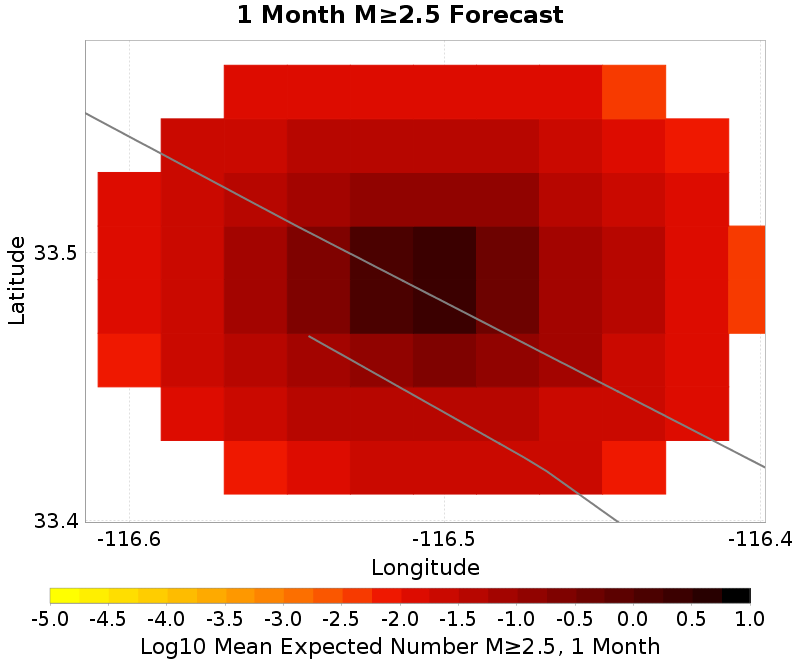 1 Month M≥2.5 Forecast
Latitude
33.5
33.4
-116.6 -116.5 -116.4
Longitude
-5.0 -4.5 -4.0 -3.5 -3.0 -2.5 -2.0 -1.5 -1.0 -0.5 0.0 0.5 1.0
Log10 Mean Expected Number M≥2.5, 1 Month